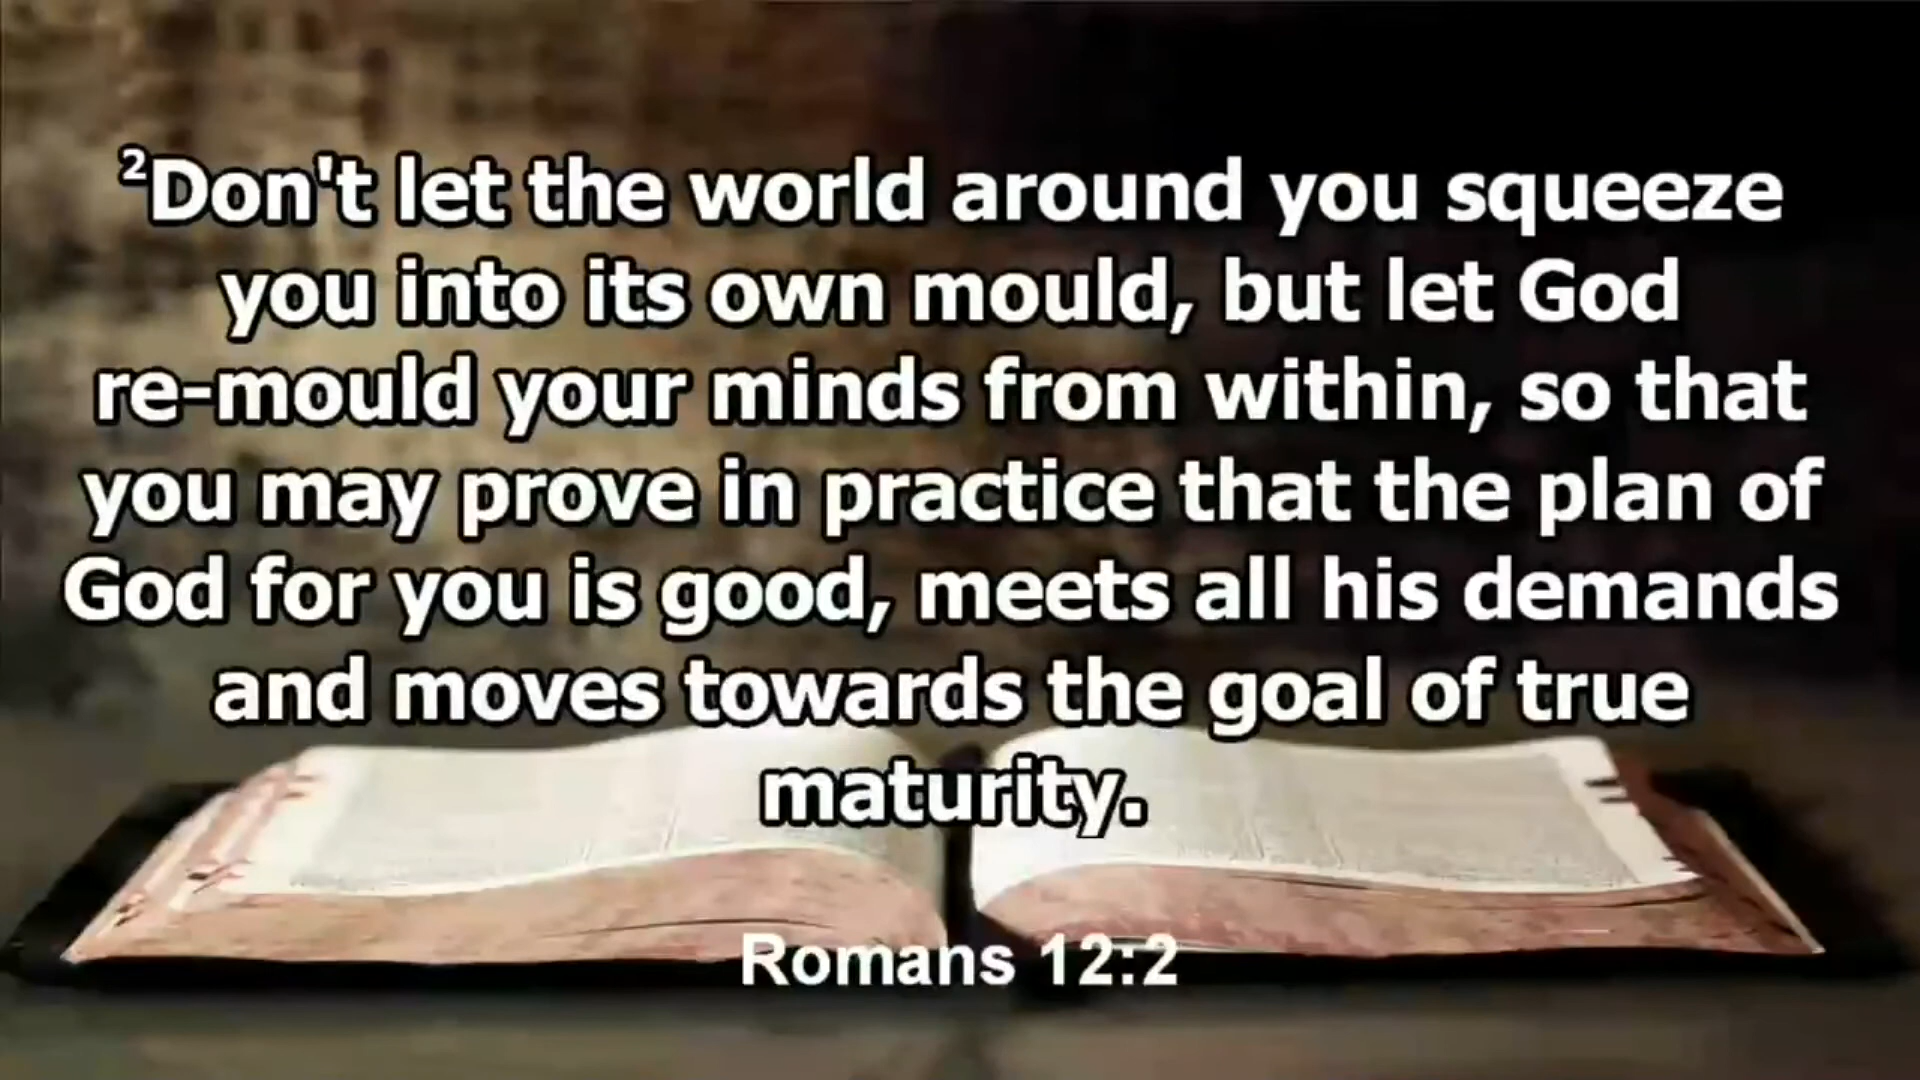 ²Don't let the world around you squeeze
you into its own mould, but let God
re-mould your minds from within, so that
you may prove in practice that the plan of
God for you is good, meets all his demands
and moves towards the goal of true
maturity.
Romans 12:2